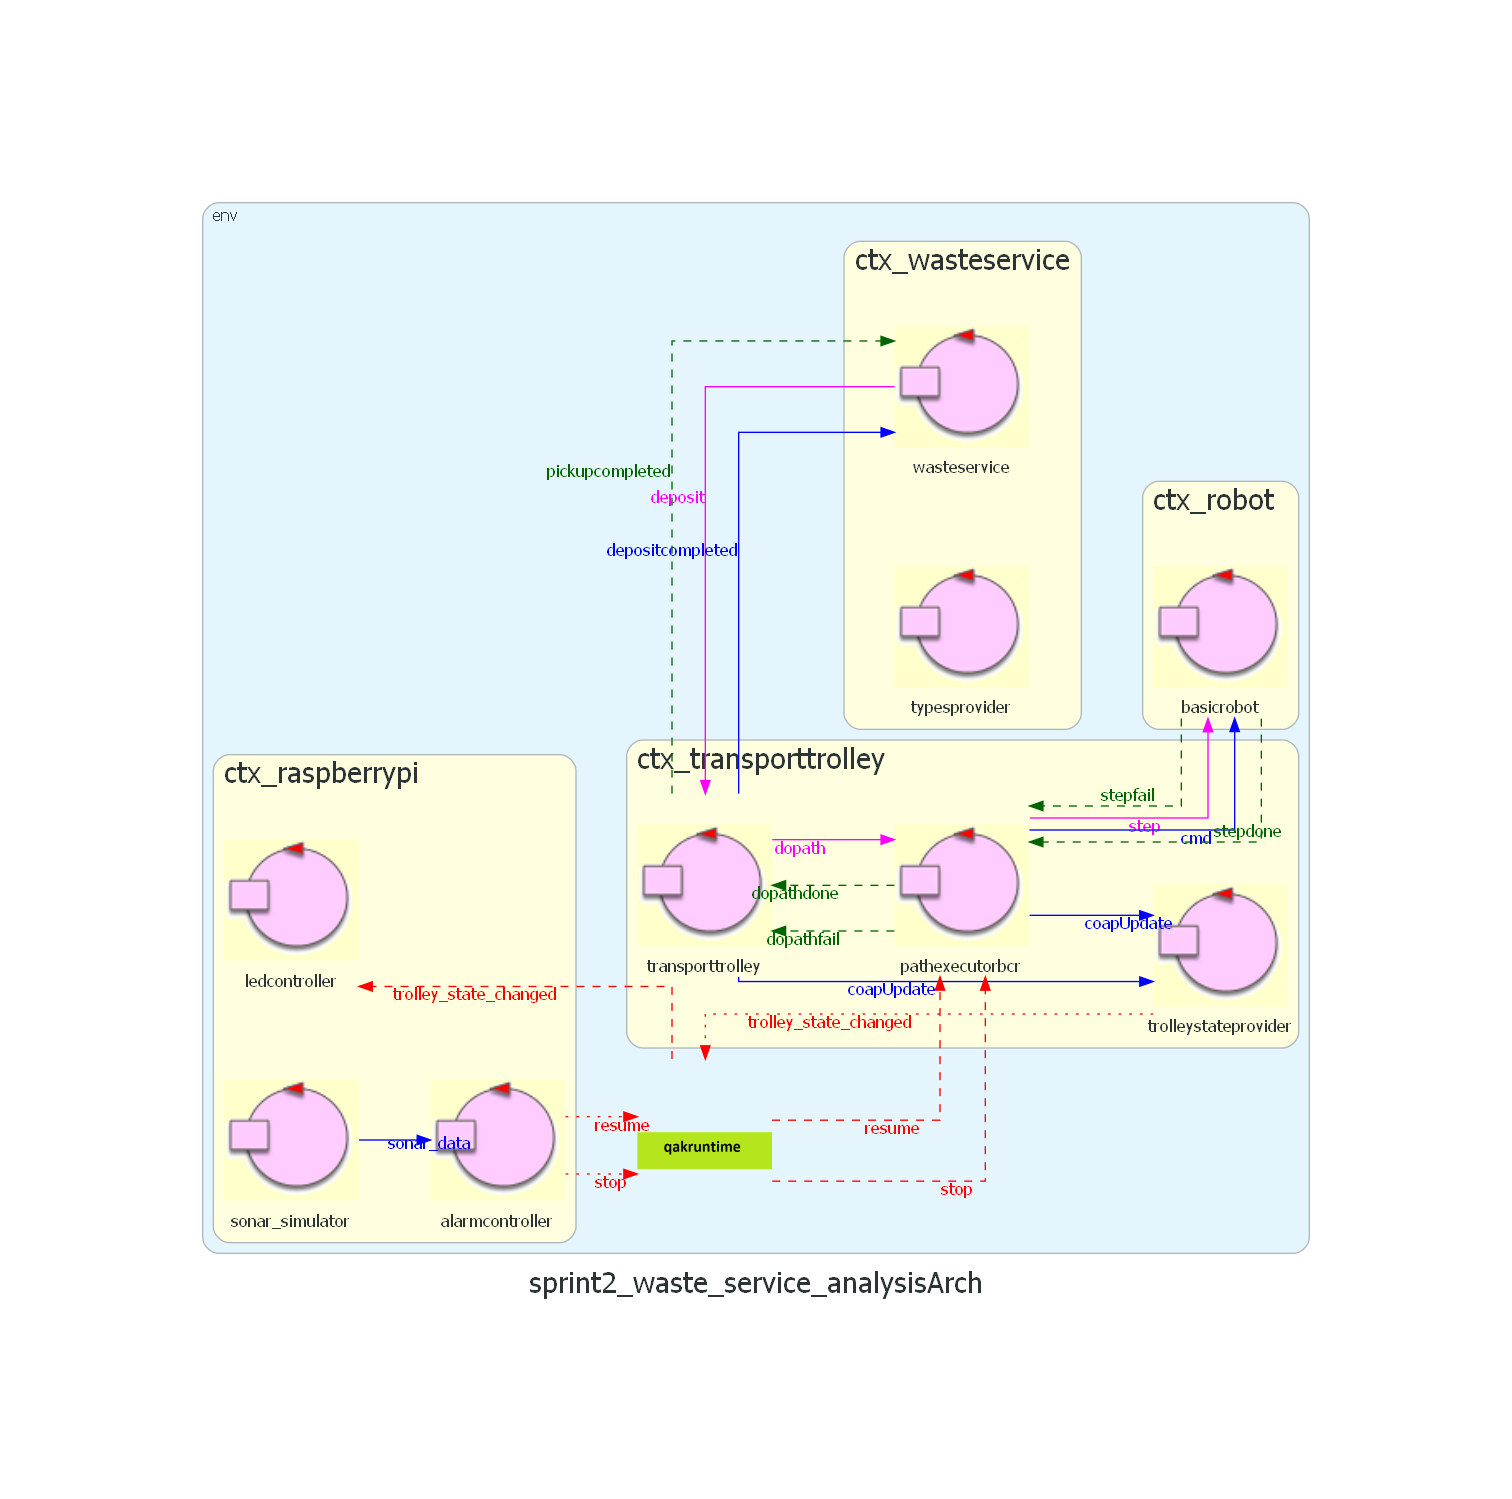 env
ctx_wasteservice
wasteservice
pickupcompleted
deposit
depositcompleted
ctx_robot
typesprovider
basicrobot
ctx_transporttrolley
ctx_raspberrypi
stepfail
step
stepdone
cmd
dopath
dopathdone
dopathfail
coapUpdate
transporttrolley
pathexecutorbcr
ledcontroller
coapUpdate
trolley_state_changed
trolley_state_changed
trolleystateprovider
resume
resume
sonar_data
qakruntime
stop
stop
sonar_simulator
alarmcontroller
sprint2_waste_service_analysisArch